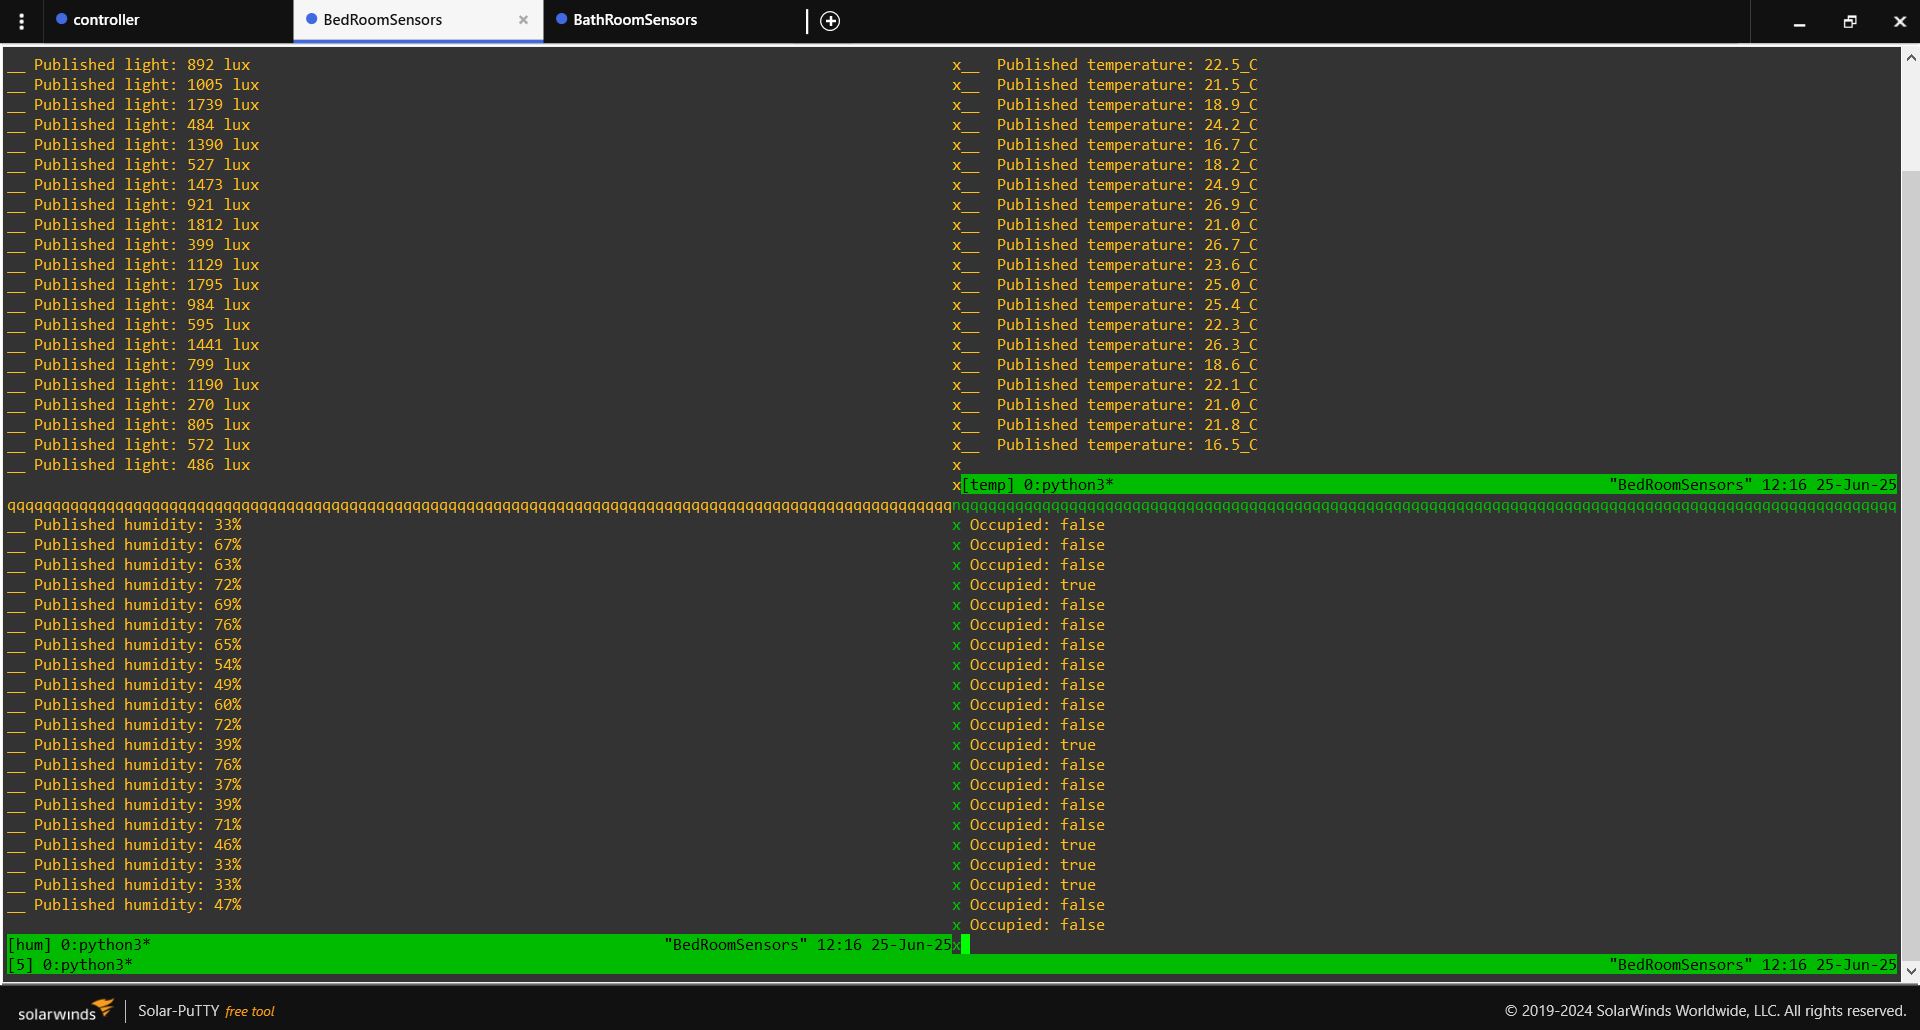 controller
BedRoomSensors
BathRoomSensors
__ Published light: 892 lux
__ Published light: 1005 lux
__ Published light: 1739 lux
__ Published light: 484 lux
__ Published light: 1390 lux
__ Published light: 527 lux
__ Published light: 1473 lux
__ Published light: 921 lux
__ Published light: 1812 lux
__ Published light: 399 lux
__ Published light: 1129 lux
__ Published light: 1795 lux
__ Published light: 984 lux
__ Published light: 595 lux
__ Published light: 1441 lux
__ Published light: 799 lux
__ Published light: 1190 lux
__ Published light: 270 lux
__ Published light: 805 lux
__ Published light: 572 lux
__ Published light: 486 lux
x__  Published temperature: 22.5_C
x__  Published temperature: 21.5_C
x__  Published temperature: 18.9_C
x__  Published temperature: 24.2_C
x__  Published temperature: 16.7_C
x__  Published temperature: 18.2_C
x__  Published temperature: 24.9_C
x__  Published temperature: 26.9_C
x__  Published temperature: 21.0_C
x__  Published temperature: 26.7_C
x__  Published temperature: 23.6_C
x__  Published temperature: 25.0_C
x__  Published temperature: 25.4_C
x__  Published temperature: 22.3_C
x__  Published temperature: 26.3_C
x__  Published temperature: 18.6_C
x__  Published temperature: 22.1_C
x__  Published temperature: 21.0_C
x__  Published temperature: 21.8_C
x__  Published temperature: 16.5_C
x
x[temp] 0:python3* "BedRoomSensors" 12:16 25-Jun-25
qqqqqqqqqqqqqqqqqqqqqqqqqqqqqqqqqqqqqqqqqqqqqqqqqqqqqqqqqqqqqqqqqqqqqqqqqqqqqqqqqqqqqqqqqqqqqqqqqqqqqqqqqnqqqqqqqqqqqqqqqqqqqqqqqqqqqqqqqqqqqqqqqqqqqqqqqqqqqqqqqqqqqqqqqqqqqqqqqqqqqqqqqqqqqqqqqqqqqqqqqqqqqqqqqq
__ Published humidity: 33%
__ Published humidity: 67%
__ Published humidity: 63%
__ Published humidity: 72%
__ Published humidity: 69%
__ Published humidity: 76%
__ Published humidity: 65%
__ Published humidity: 54%
__ Published humidity: 49%
__ Published humidity: 60%
__ Published humidity: 72%
__ Published humidity: 39%
__ Published humidity: 76%
__ Published humidity: 37%
__ Published humidity: 39%
__ Published humidity: 71%
__ Published humidity: 46%
__ Published humidity: 33%
__ Published humidity: 33%
__ Published humidity: 47%
x Occupied: false
x Occupied: false
x Occupied: false
x Occupied: true
x Occupied: false
x Occupied: false
x Occupied: false
x Occupied: false
x Occupied: false
x Occupied: false
x Occupied: false
x Occupied: true
x Occupied: false
x Occupied: false
x Occupied: false
x Occupied: false
x Occupied: true
x Occupied: true
x Occupied: true
x Occupied: false
x Occupied: false
[hum] 0:python3* "BedRoomSensors" 12:16 25-Jun-25x
[5] 0:python3* "BedRoomSensors" 12:16 25-Jun-25
solarwinds Solar-PuTTY free tool
© 2019-2024 SolarWinds Worldwide, LLC. All rights reserved.